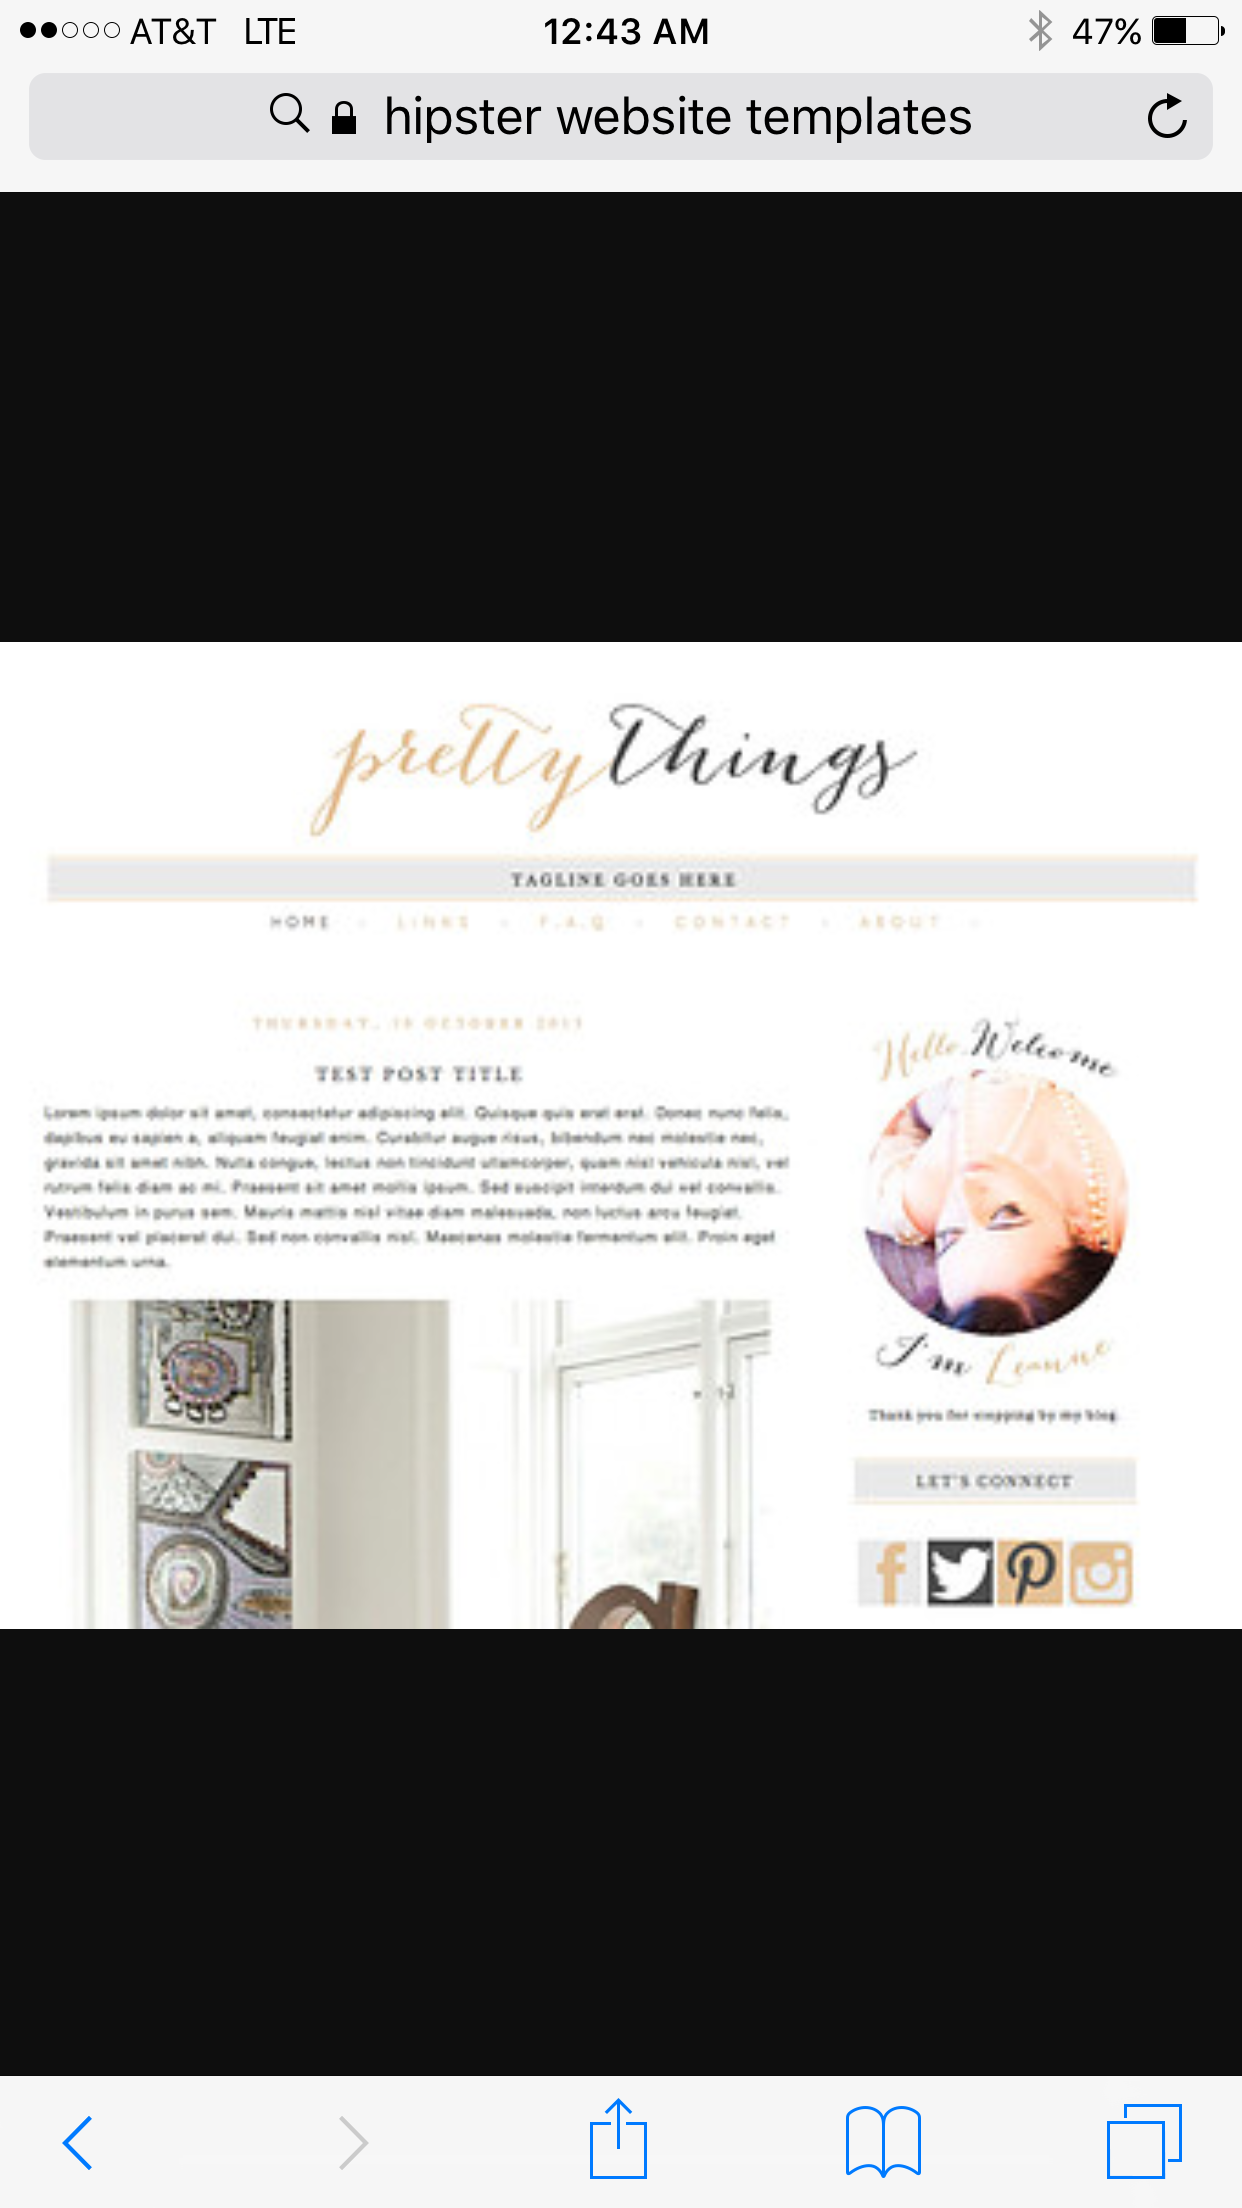 AT&T LTE 12:43 AM 47%
hipster website templates
prettythings
TAGLINE GOES HERE
HOME LINKS F.A.Q CONTACT ABOUT
THURSDAY, 10 OCTOBER 2013
TEST POST TITLE
Lorem ipsum dolor sit amet, consectetur adipiscing elit. Quisque quis erat erat. Donec nunc felis,
dapibus eu sapien a, aliquam feugiat enim. Curabitur augue risus, bibendum nec molestie nec,
gravida sit amet nibh. Nulla congue, lectus non tincidunt ullamcorper, quam nisl vehicula nisl, vel
rutrum felis diam ac mi. Praesent sit amet mollis ipsum. Sed suscipit interdum dui vel convallis.
Vestibulum in purus sem. Mauris mattis nisl vitae diam malesuada, non luctus arcu feugiat.
Praesent vel placerat dui. Sed non convallis nisl. Maecenas molestie fermentum elit. Proin eget
elementum urna.
Hello Welcome
I'm Leanne
Thank you for stopping by my blog.
LET'S CONNECT